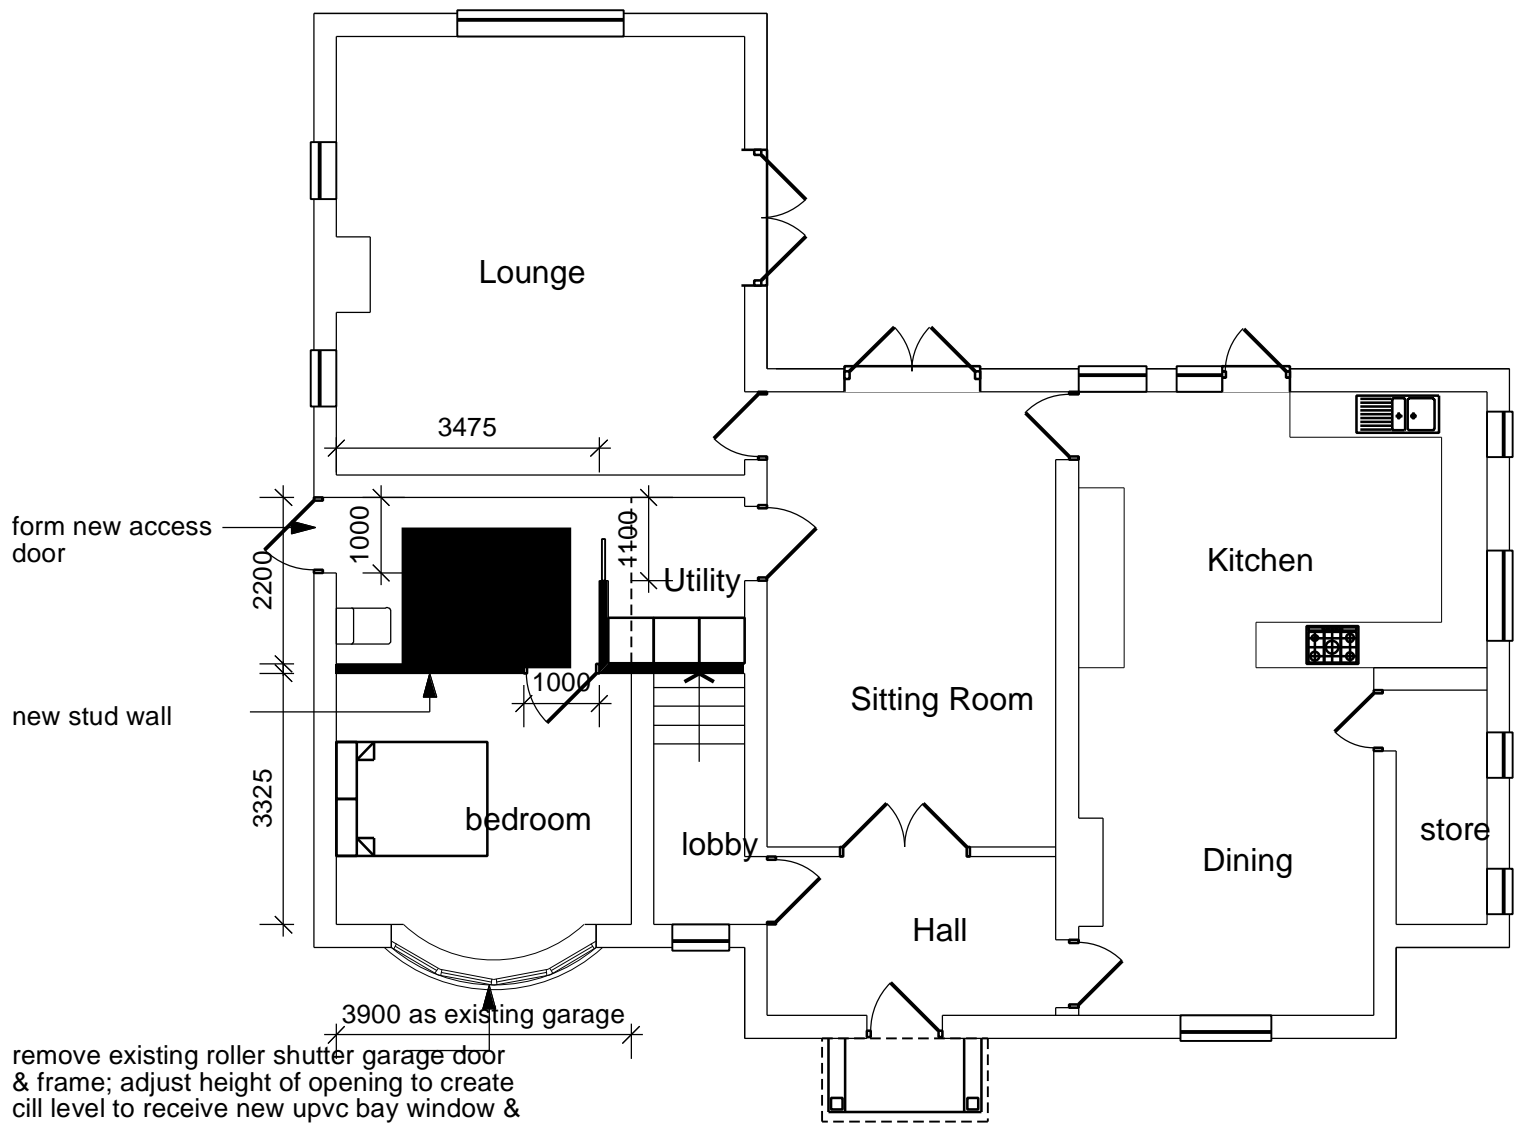 Lounge
3475
form new access
door
1000
1100
2200
Utility
Kitchen
1000
new stud wall
Sitting Room
3325
bedroom
lobby
store
Dining
Hall
3900 as existing garage
remove existing roller shutter garage door
& frame; adjust height of opening to create
cill level to receive new upvc bay window &